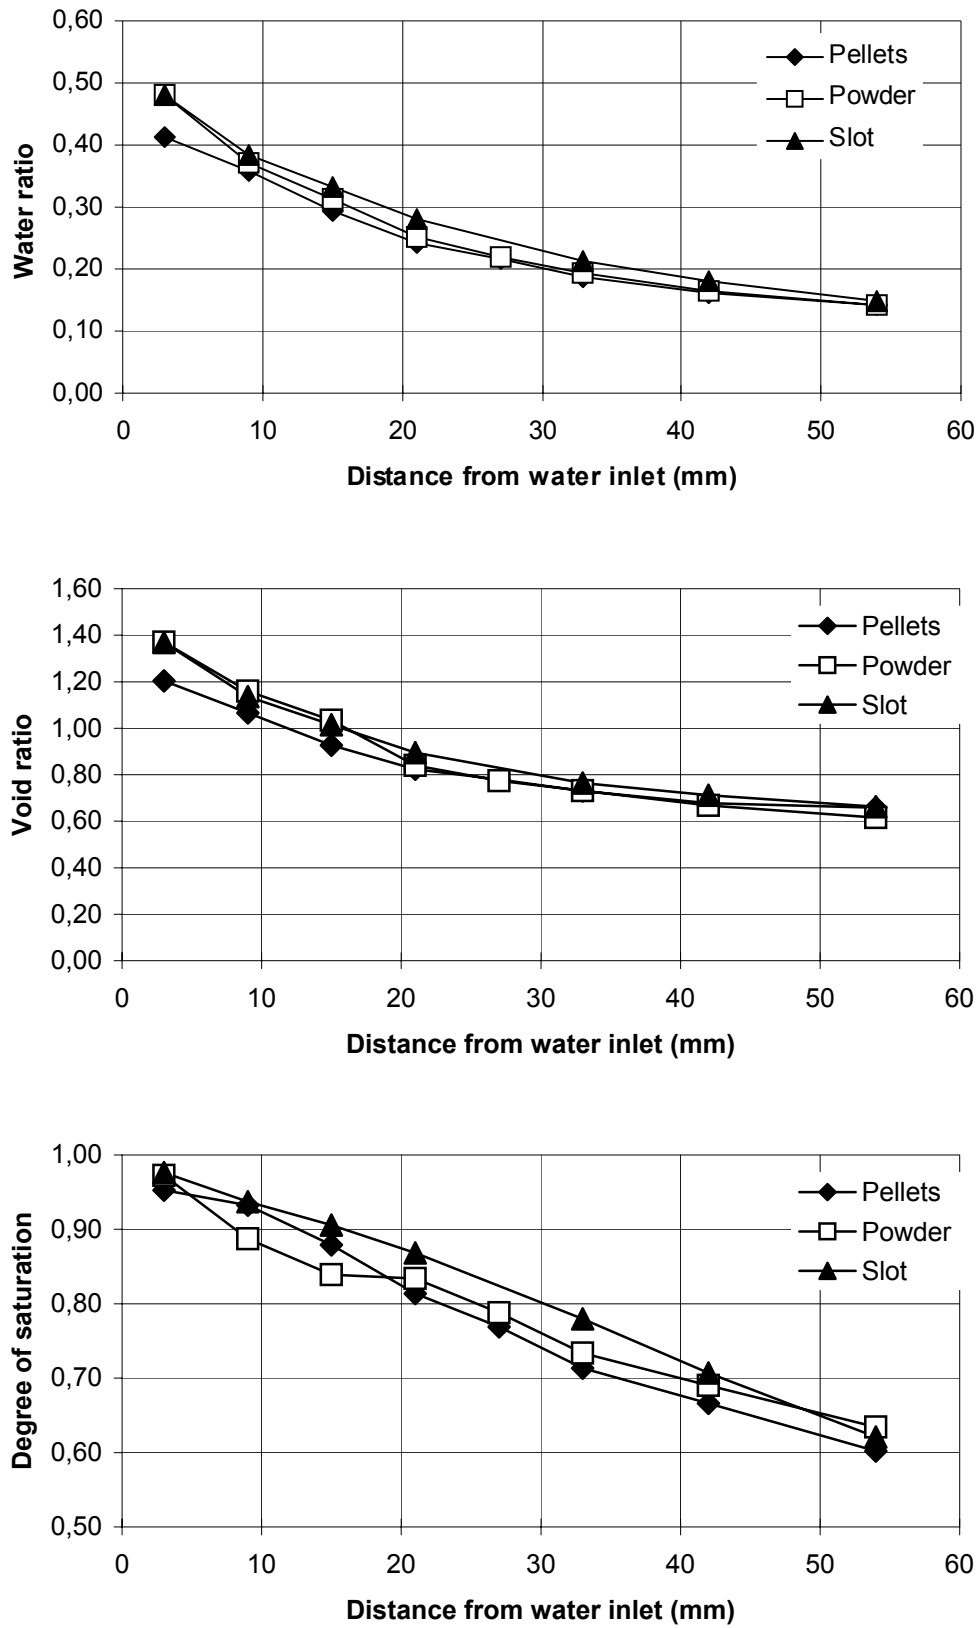 0,60
0,50
0,40
0,30
0,20
0,10
0,00
Water ratio
Pellets
Powder
Slot
0 10 20 30 40 50 60
Distance from water inlet (mm)
1,60
1,40
1,20
1,00
0,80
0,60
0,40
0,20
0,00
Void ratio
Pellets
Powder
Slot
0 10 20 30 40 50 60
Distance from water inlet (mm)
1,00
0,90
0,80
0,70
0,60
0,50
Degree of saturation
Pellets
Powder
Slot
0 10 20 30 40 50 60
Distance from water inlet (mm)